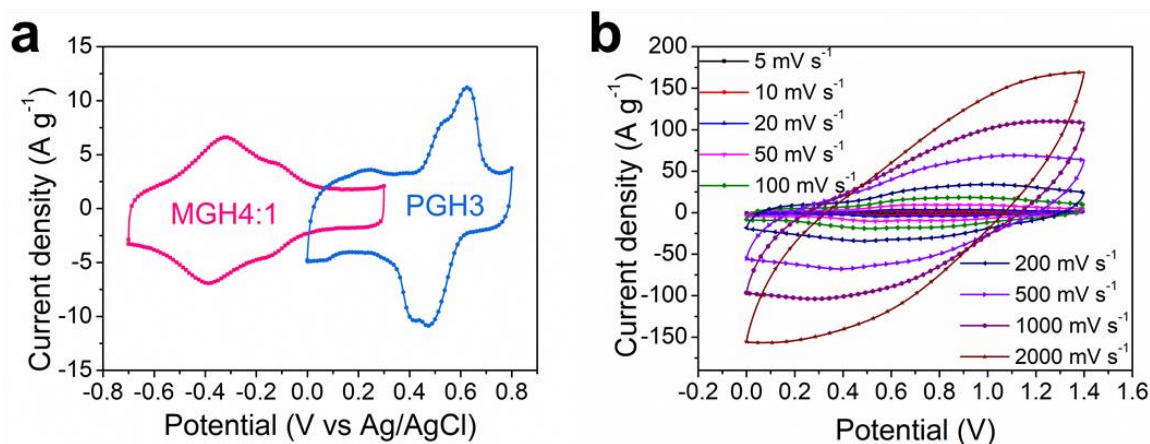 a
15
10
5
0
-5
-10
-15
Current density (A g⁻¹)
MGH4:1
PGH3
-0.8 -0.6 -0.4 -0.2 0.0 0.2 0.4 0.6 0.8
Potential (V vs Ag/AgCl)
b
200
150
100
50
0
-50
-100
-150
Current density (A g⁻¹)
5 mV s⁻¹
10 mV s⁻¹
20 mV s⁻¹
50 mV s⁻¹
100 mV s⁻¹
200 mV s⁻¹
500 mV s⁻¹
1000 mV s⁻¹
2000 mV s⁻¹
-0.2 0.0 0.2 0.4 0.6 0.8 1.0 1.2 1.4 1.6
Potential (V)